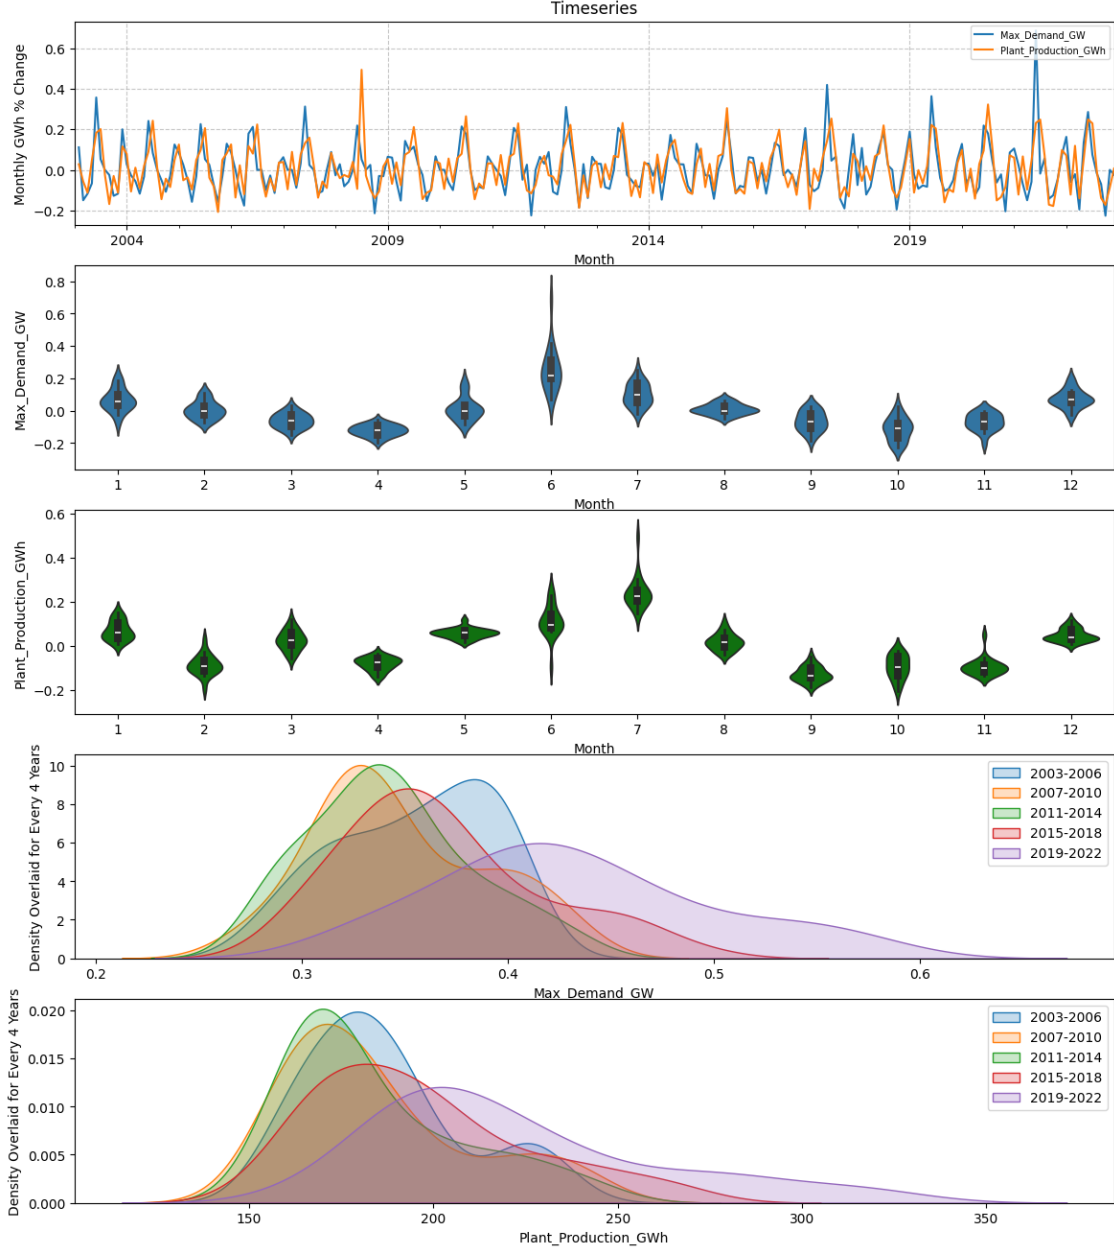 Timeseries
Monthly GWh % Change
0.6
0.4
0.2
0.0
−0.2
Max_Demand_GW
Plant_Production_GWh
2004
2009
2014
2019
Month
Max_Demand_GW
0.8
0.6
0.4
0.2
0.0
−0.2
1 2 3 4 5 6 7 8 9 10 11 12
Month
Plant_Production_GWh
0.6
0.4
0.2
0.0
−0.2
1 2 3 4 5 6 7 8 9 10 11 12
Month
Density Overlaid for Every 4 Years
10
8
6
4
2
0
2003-2006
2007-2010
2011-2014
2015-2018
2019-2022
0.2 0.3 0.4 0.5 0.6
Max_Demand_GW
Density Overlaid for Every 4 Years
0.020
0.015
0.010
0.005
0.000
2003-2006
2007-2010
2011-2014
2015-2018
2019-2022
150 200 250 300 350
Plant_Production_GWh